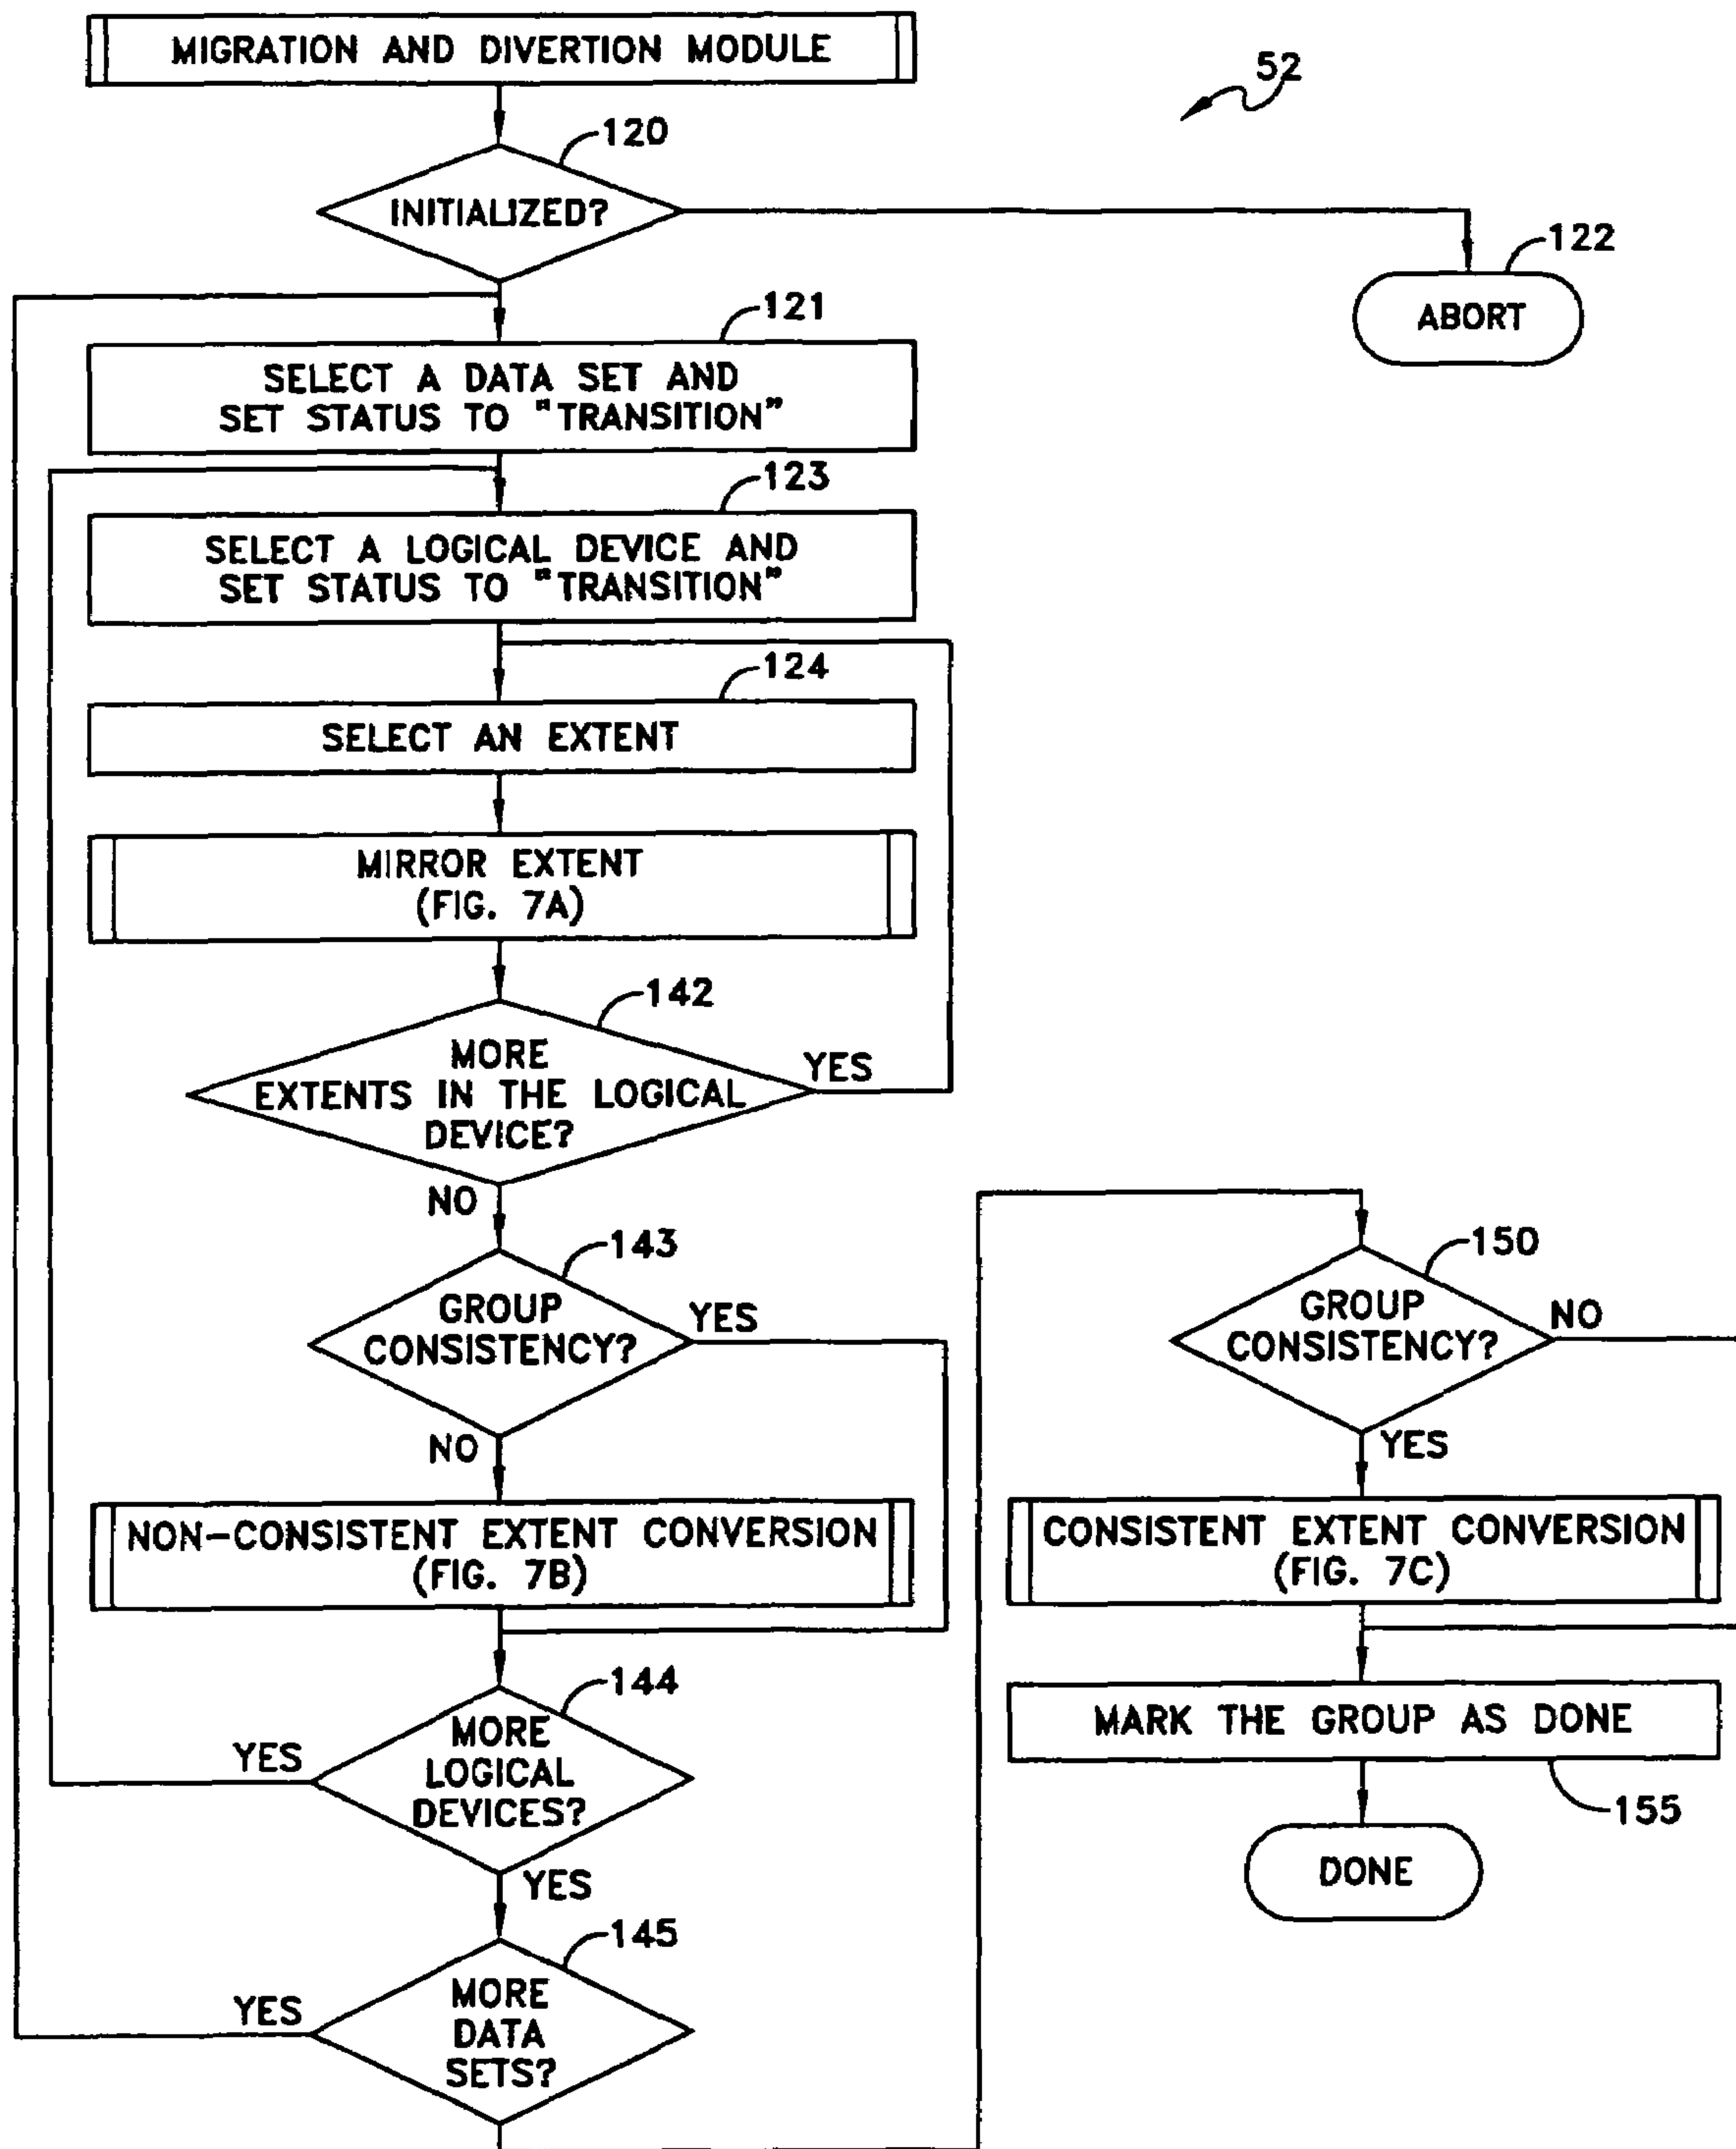 MIGRATION AND DIVERTION MODULE
52
120
INITIALIZED?
122
ABORT
121
SELECT A DATA SET AND
SET STATUS TO "TRANSITION"
123
SELECT A LOGICAL DEVICE AND
SET STATUS TO "TRANSITION"
124
SELECT AN EXTENT
MIRROR EXTENT
(FIG. 7A)
142
MORE
EXTENTS IN THE LOGICAL
DEVICE?
YES
NO
143
GROUP
CONSISTENCY?
YES
NO
NON-CONSISTENT EXTENT CONVERSION
(FIG. 7B)
144
MORE
LOGICAL
DEVICES?
YES
YES
145
MORE
DATA
SETS?
YES
150
GROUP
CONSISTENCY?
NO
YES
CONSISTENT EXTENT CONVERSION
(FIG. 7C)
MARK THE GROUP AS DONE
155
DONE